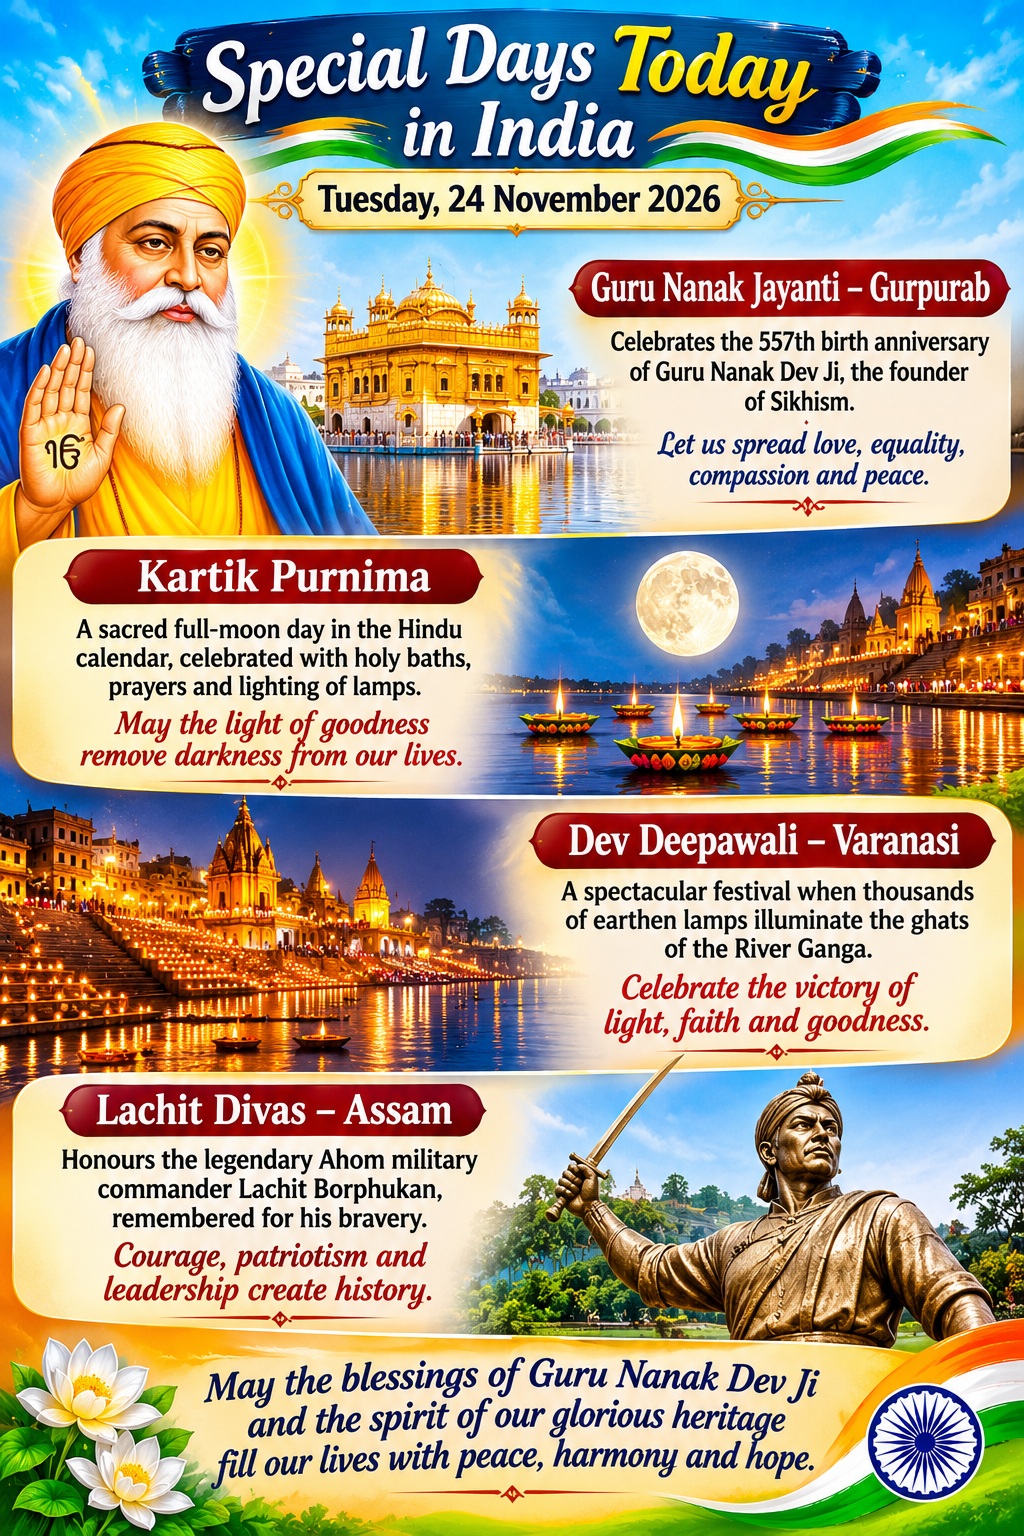 Special Days Today
in India
Tuesday, 24 November 2026
Guru Nanak Jayanti – Gurpurab
Celebrates the 557th birth anniversary
of Guru Nanak Dev Ji, the founder
of Sikhism.
Let us spread love, equality,
compassion and peace.
ੴ
Kartik Purnima
A sacred full-moon day in the Hindu
calendar, celebrated with holy baths,
prayers and lighting of lamps.
May the light of goodness
remove darkness from our lives.
Dev Deepawali – Varanasi
A spectacular festival when thousands
of earthen lamps illuminate the ghats
of the River Ganga.
Celebrate the victory of
light, faith and goodness.
Lachit Divas – Assam
Honours the legendary Ahom military
commander Lachit Borphukan,
remembered for his bravery.
Courage, patriotism and
leadership create history.
May the blessings of Guru Nanak Dev Ji
and the spirit of our glorious heritage
fill our lives with peace, harmony and hope.